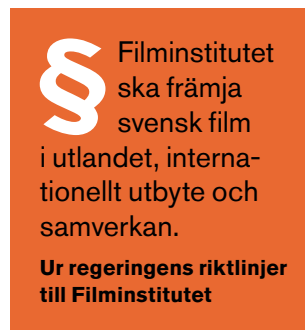 § Filminstitutet
ska främja
svensk film
i utlandet, interna-
tionellt utbyte och
samverkan.
Ur regeringens riktlinjer
till Filminstitutet